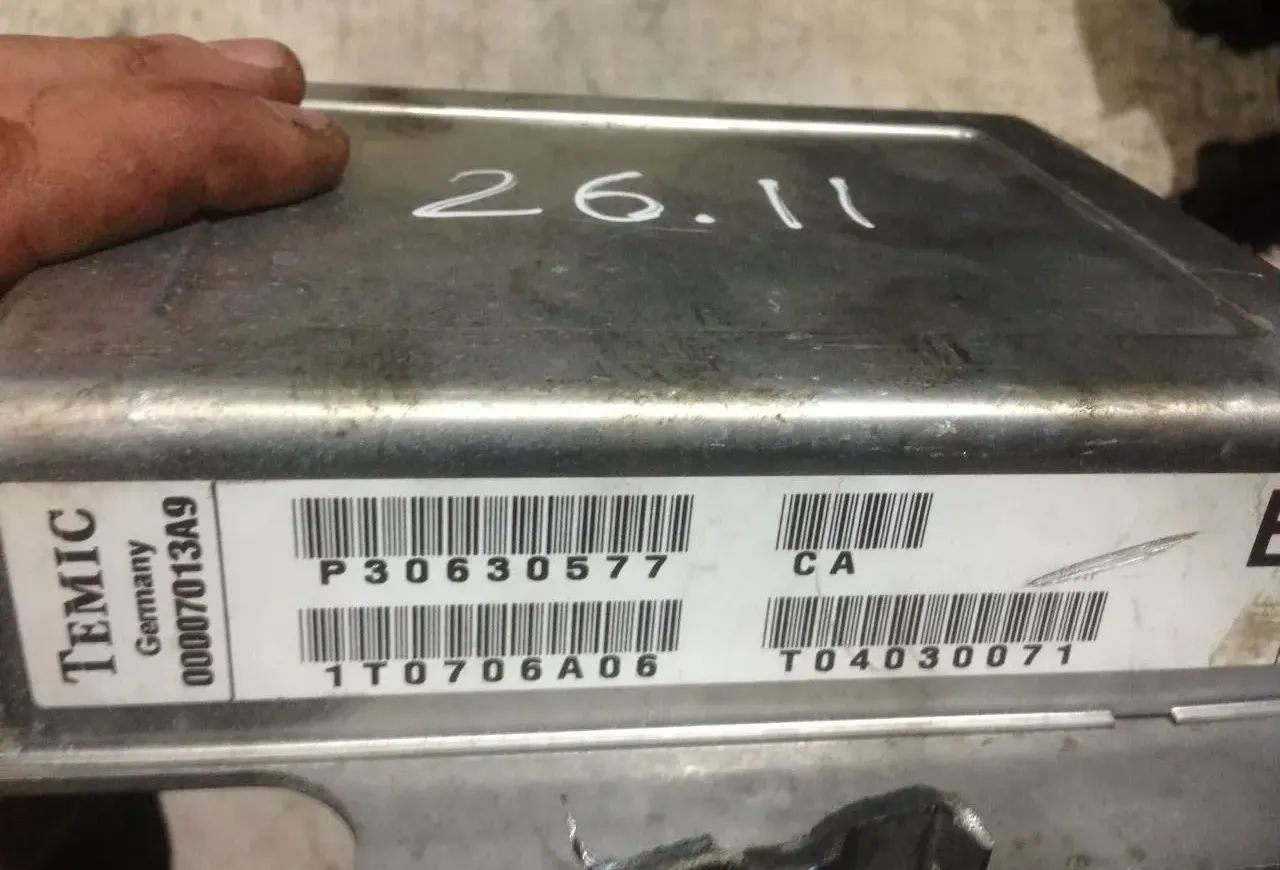 26.11
TEMIC
Germany
00007013A9
P30630577
CA
1T0706A06
T04030071